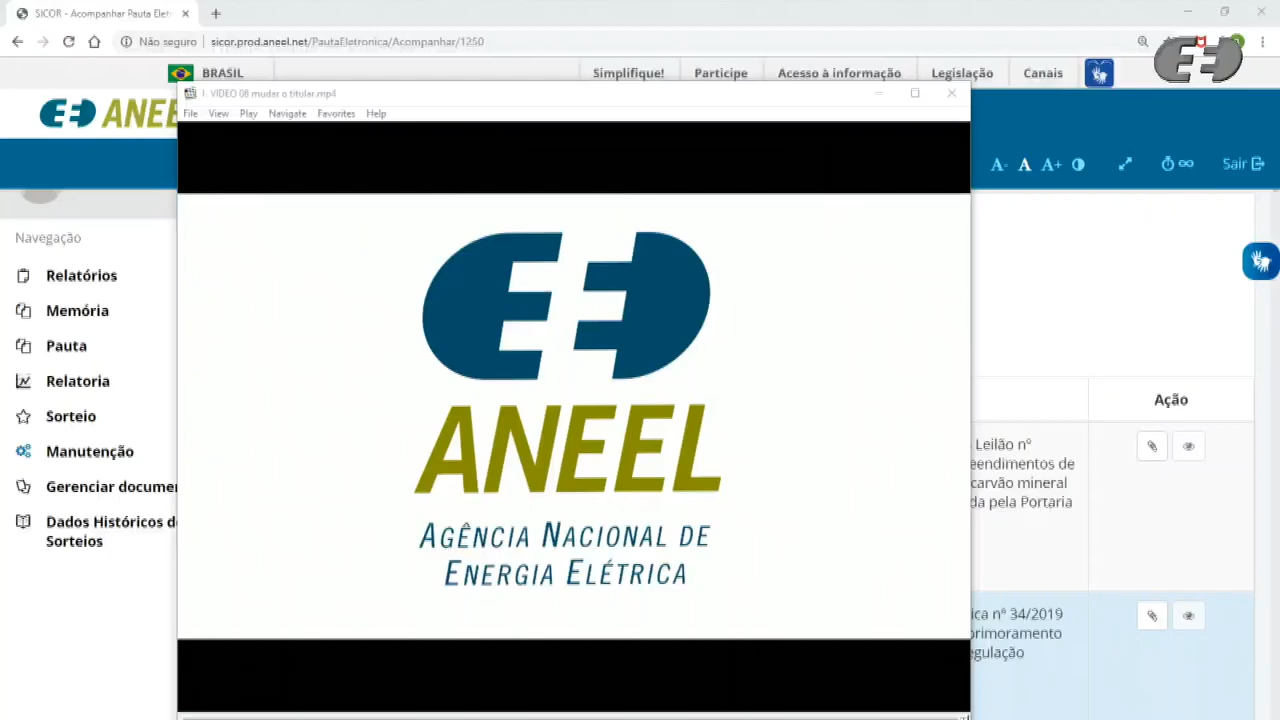 SICOR - Acompanhar Pauta Elet
Não seguro
sicor.prod.aneel.net/PautaEletronica/Acompanhar/1250
BRASIL
Simplifique!
Participe
Acesso à informação
Legislação
Canais
ANEE
I. VIDEO 08 mudar o titular.mp4
File View Play Navigate Favorites Help
A- A A+
Sair
Navegação
Relatórios
Memória
Pauta
Relatoria
Sorteio
Manutenção
Gerenciar documen
Dados Históricos d
Sorteios
ANEEL
AGÊNCIA NACIONAL DE
ENERGIA ELÉTRICA
Ação
Leilão nº
eendimentos de
carvão mineral
da pela Portaria
ica nº 34/2019
primoramento
egulação